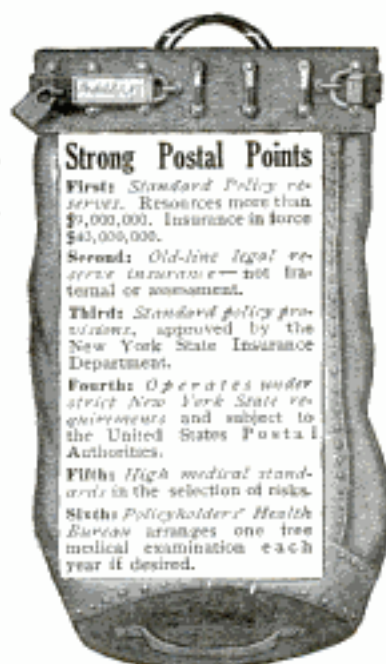 Strong Postal Points
First: Standard Policy re-
serves. Resources more than
$9,000,000. Insurance in force
$43,000,000.
Second: Old-line legal re-
serve insurance—not fra-
ternal or assessment.
Third: Standard policy pro-
visions, approved by the
New York State Insurance
Department.
Fourth: Operates under
strict New York State re-
quirements and subject to
the United States Postal
Authorities.
Fifth: High medical stand-
ards in the selection of risks.
Sixth: Policyholders' Health
Bureau arranges one free
medical examination each
year if desired.